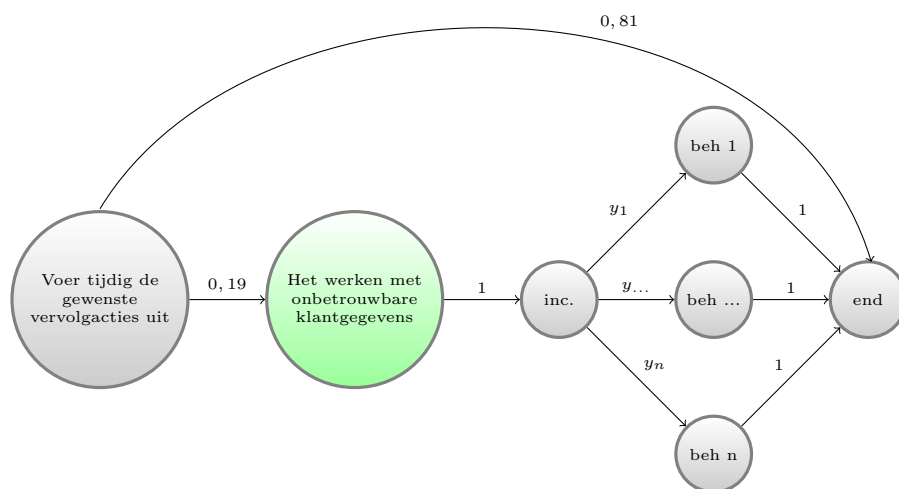 0, 81
beh 1
y1
1
Voer tijdig de
gewenste
vervolgacties uit
0, 19
Het werken met
onbetrouwbare
klantgegevens
1
inc.
y...
beh ...
1
end
yn
1
beh n